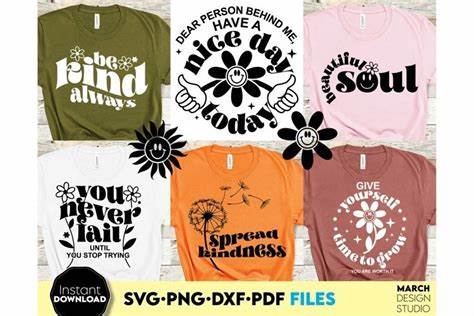 be
kind
always
DEAR PERSON BEHIND ME,
HAVE A
nice day
today
beautiful
soul
you
never
fail
UNTIL
YOU STOP TRYING
spread
kindness
GIVE
yourself
time to grow
YOU ARE WORTH IT
Instant
DOWNLOAD
SVG•PNG•DXF•PDF FILES
MARCH
DESIGN
STUDIO